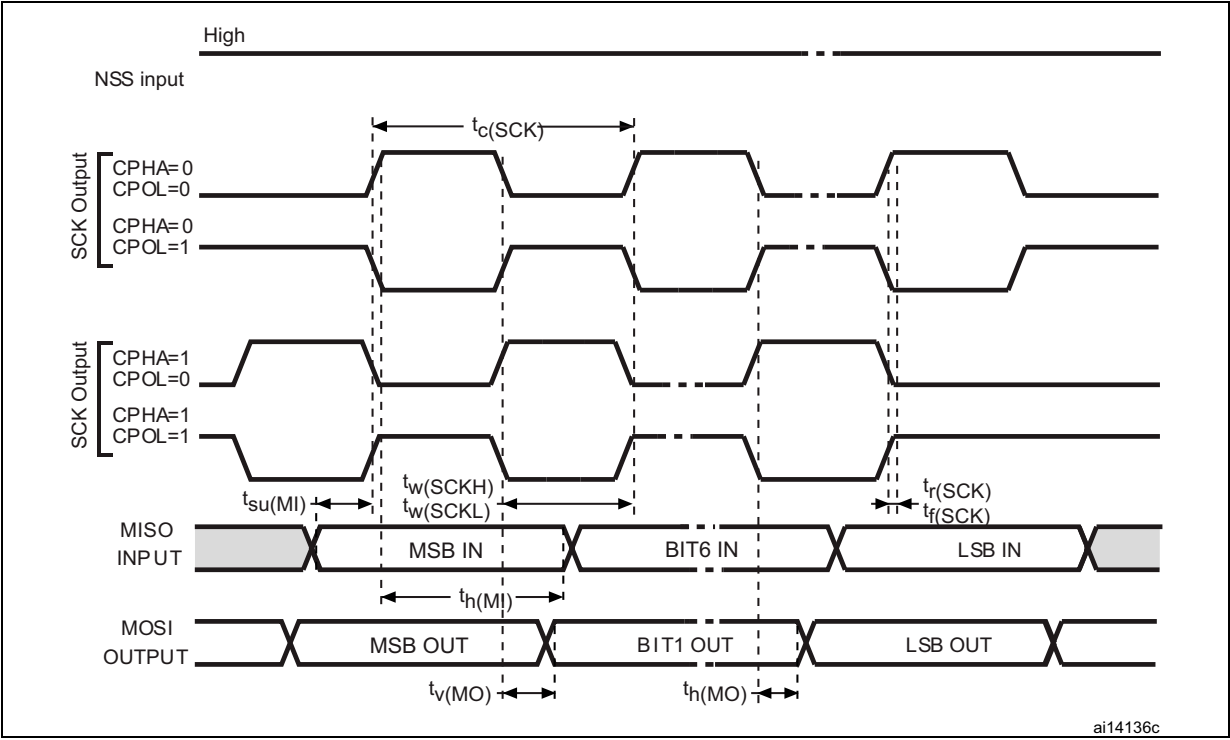 High
NSS input
tc(SCK)
SCK Output
CPHA=0
CPOL=0
CPHA=0
CPOL=1
SCK Output
CPHA=1
CPOL=0
CPHA=1
CPOL=1
tsu(MI)
tw(SCKH)
tw(SCKL)
tr(SCK)
tf(SCK)
MISO
INPUT
MSB IN
BIT6 IN
LSB IN
th(MI)
MOSI
OUTPUT
MSB OUT
BIT1 OUT
LSB OUT
tv(MO)
th(MO)
ai14136c